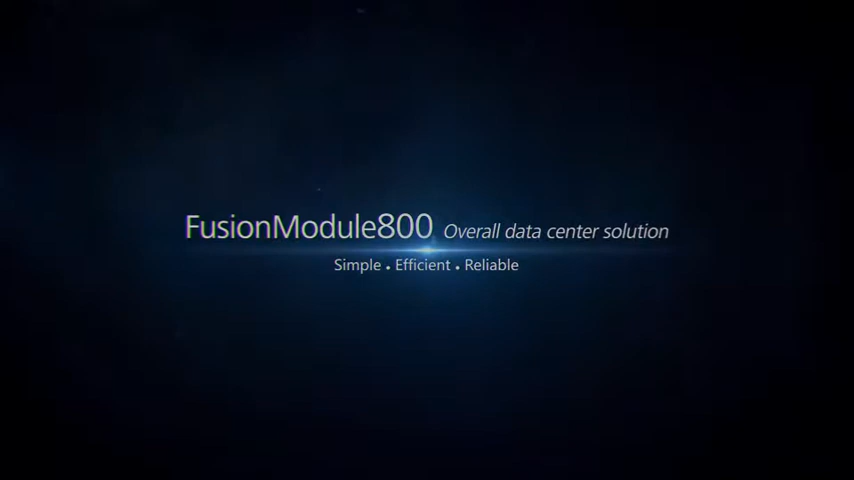 FusionModule800 Overall data center solution
Simple • Efficient • Reliable